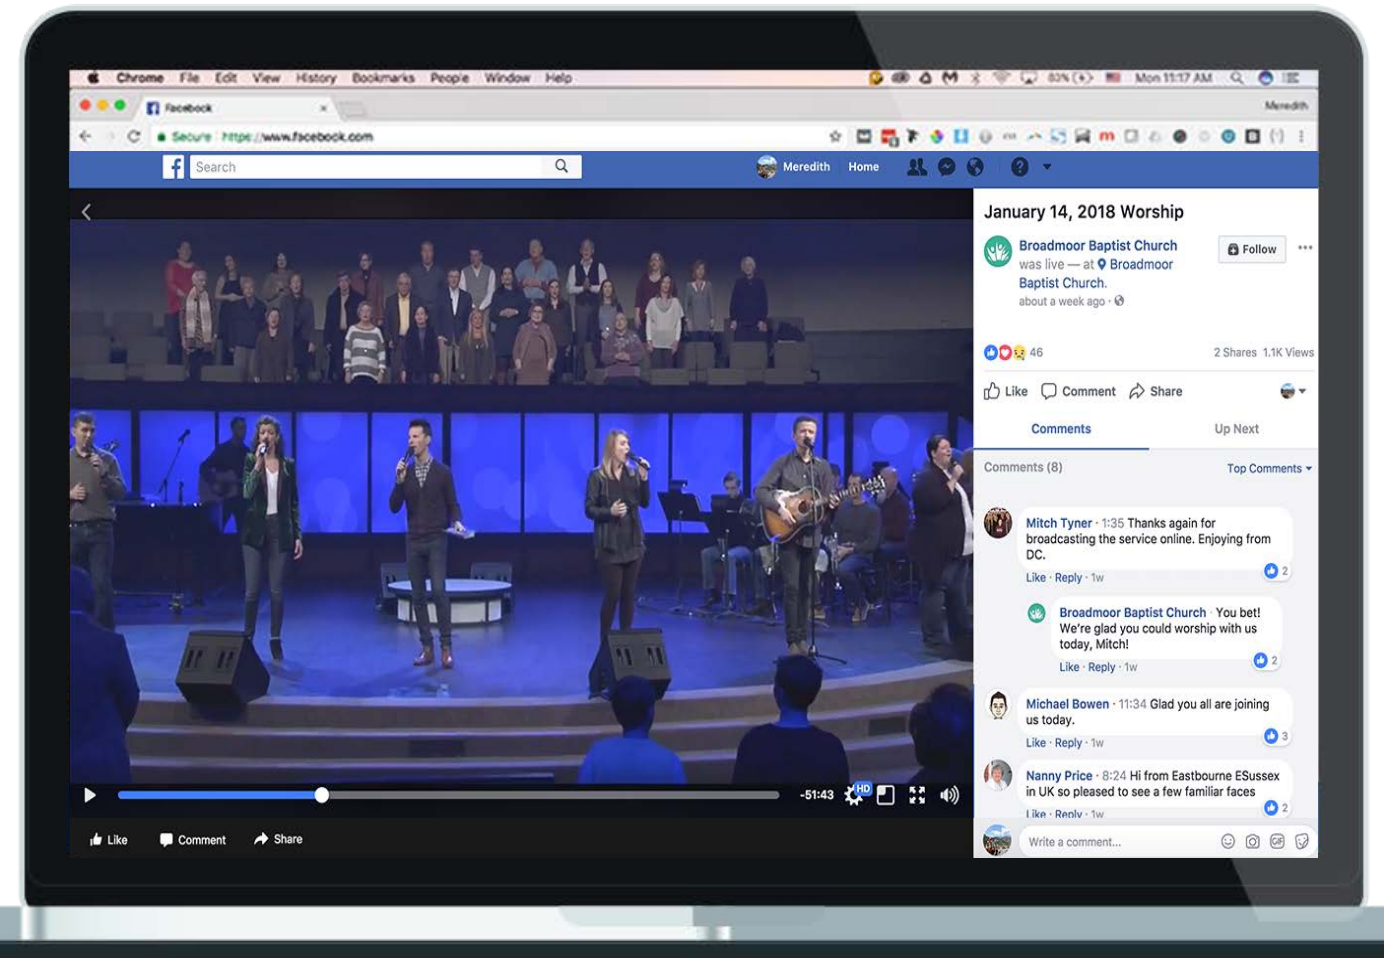 Chrome File Edit View History Bookmarks People Window Help
83% Mon 11:17 AM
Facebook
Meredith
Secure https://www.facebook.com
Search
Meredith Home
January 14, 2018 Worship
Broadmoor Baptist Church
was live — at Broadmoor
Baptist Church.
about a week ago ·
Follow
46
2 Shares 1.1K Views
Like Comment Share
Comments Up Next
Comments (8)
Top Comments
Mitch Tyner · 1:35 Thanks again for
broadcasting the service online. Enjoying from
DC.
Like · Reply · 1w
2
Broadmoor Baptist Church · You bet!
We're glad you could worship with us
today, Mitch!
Like · Reply · 1w
2
Michael Bowen · 11:34 Glad you all are joining
us today.
Like · Reply · 1w
3
Nanny Price · 8:24 Hi from Eastbourne ESussex
in UK so pleased to see a few familiar faces
Like · Reply · 1w
2
Write a comment...
GIF
-51:43 HD
Like Comment Share